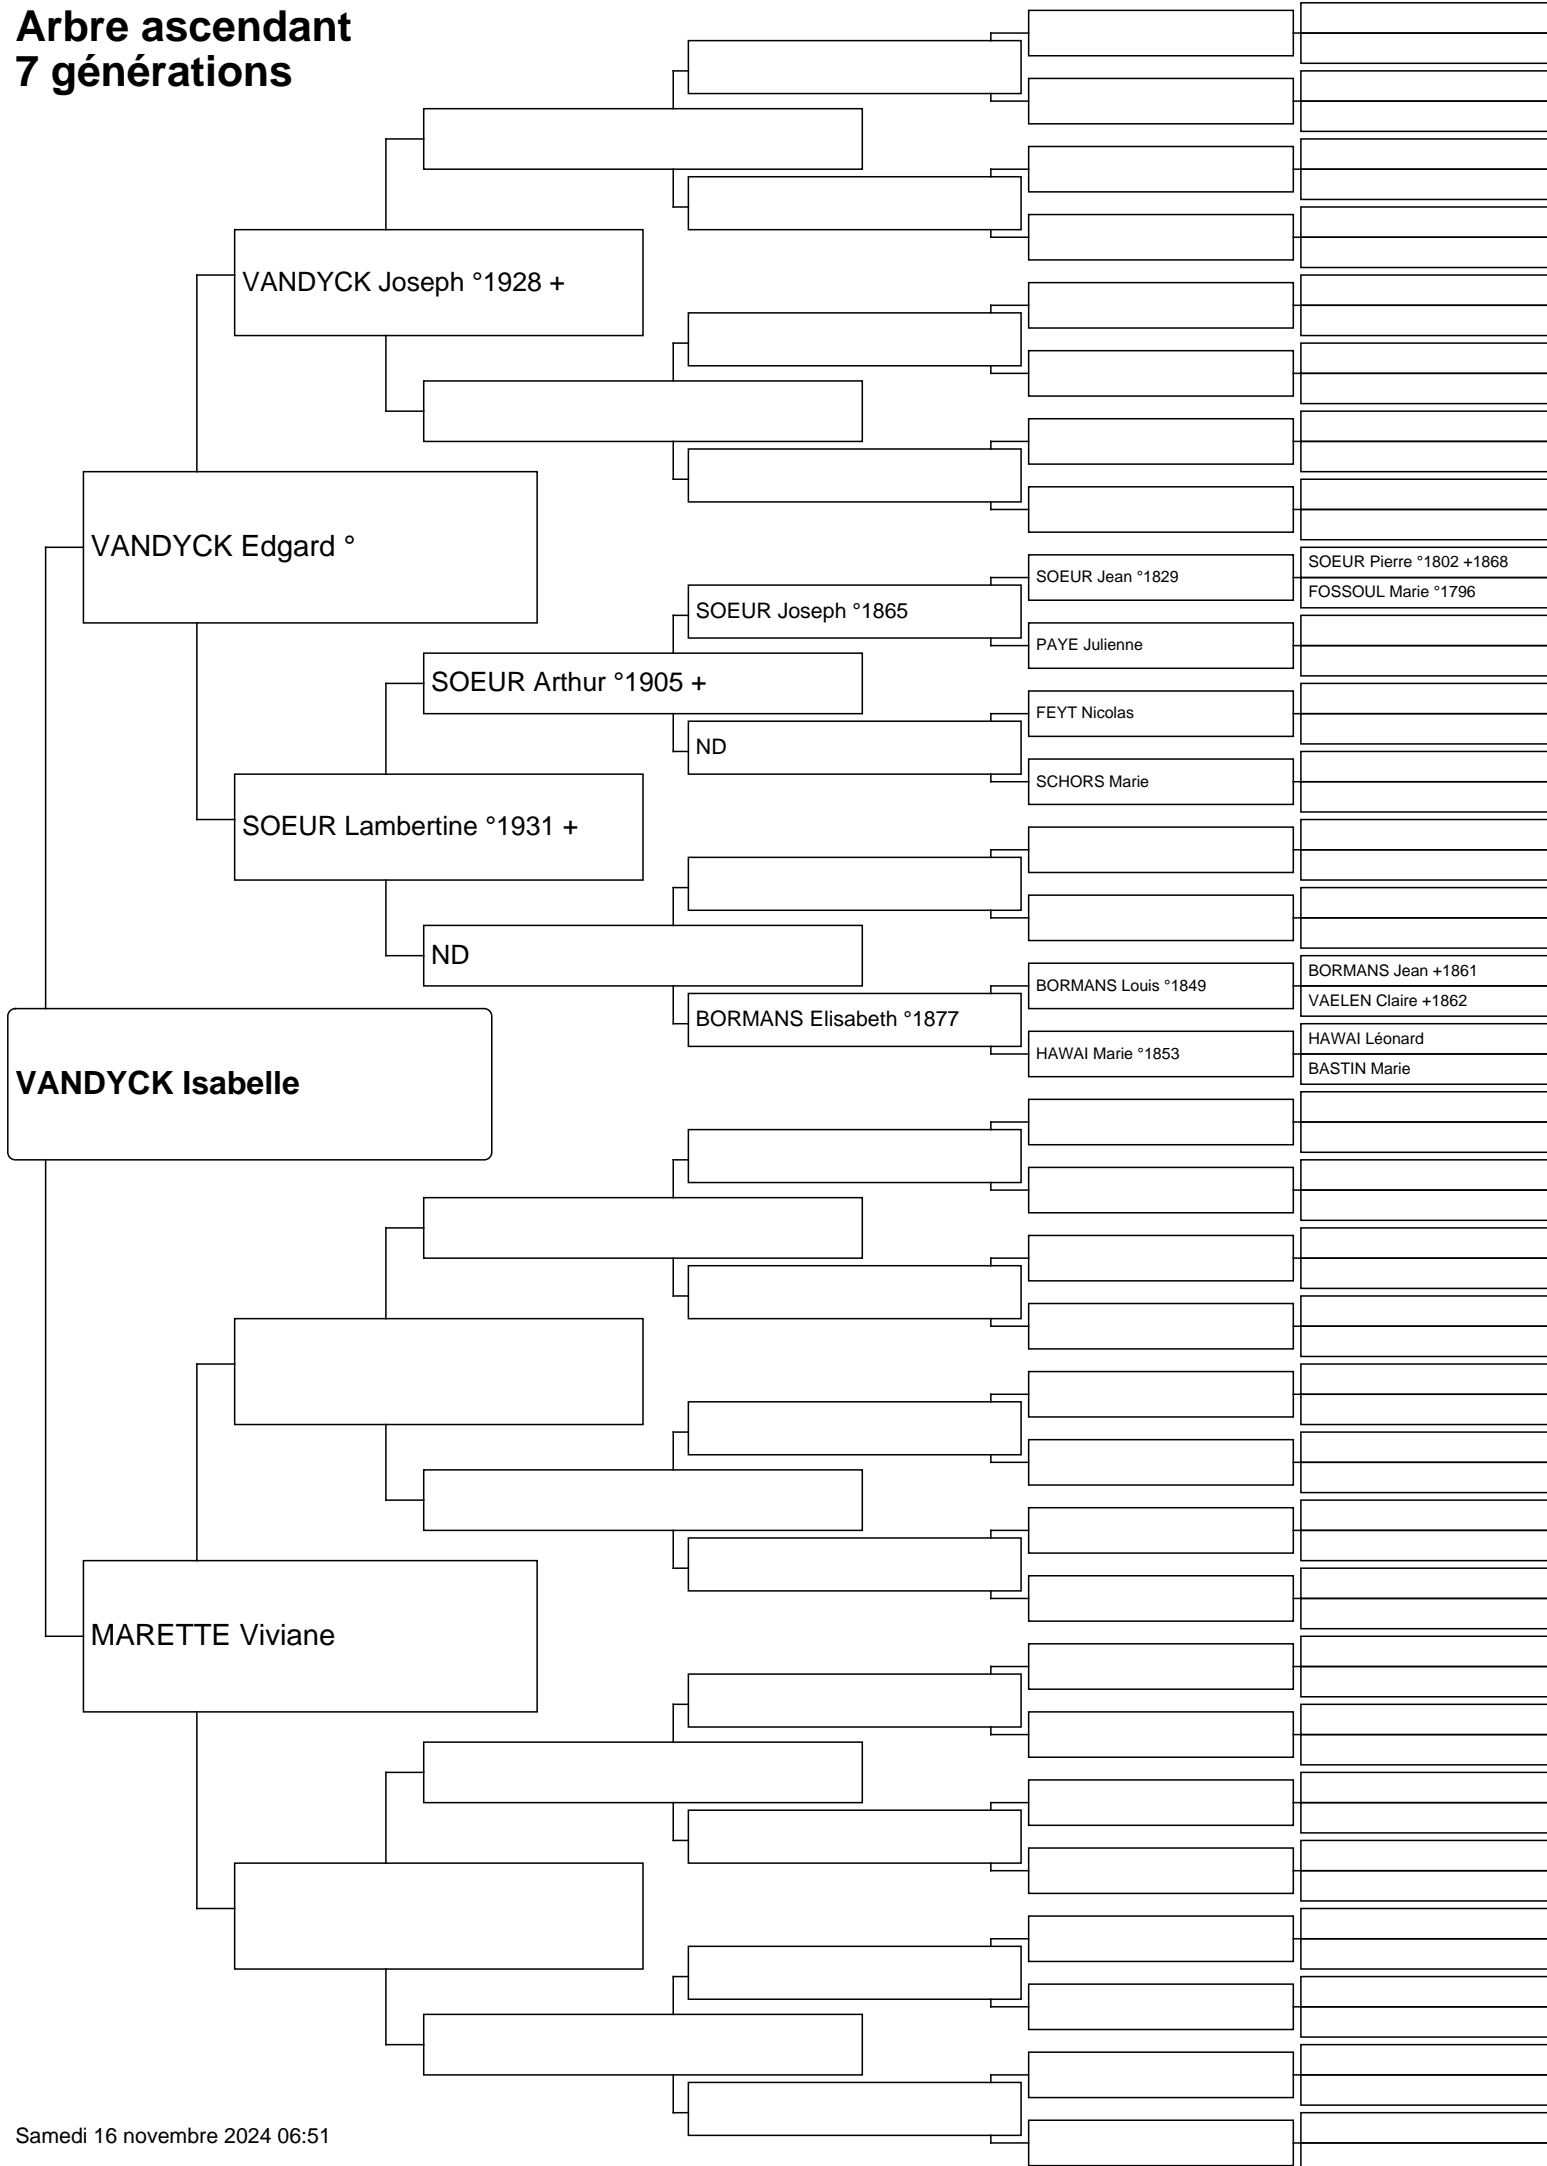 Arbre ascendant
7 générations
VANDYCK Joseph °1928 +
VANDYCK Edgard °
SOEUR Pierre °1802 +1868
SOEUR Jean °1829
FOSSOUL Marie °1796
SOEUR Joseph °1865
PAYE Julienne
SOEUR Arthur °1905 +
FEYT Nicolas
ND
SCHORS Marie
SOEUR Lambertine °1931 +
ND
BORMANS Jean +1861
BORMANS Louis °1849
VAELEN Claire +1862
BORMANS Elisabeth °1877
HAWAI Léonard
HAWAI Marie °1853
BASTIN Marie
VANDYCK Isabelle
MARETTE Viviane
Samedi 16 novembre 2024 06:51